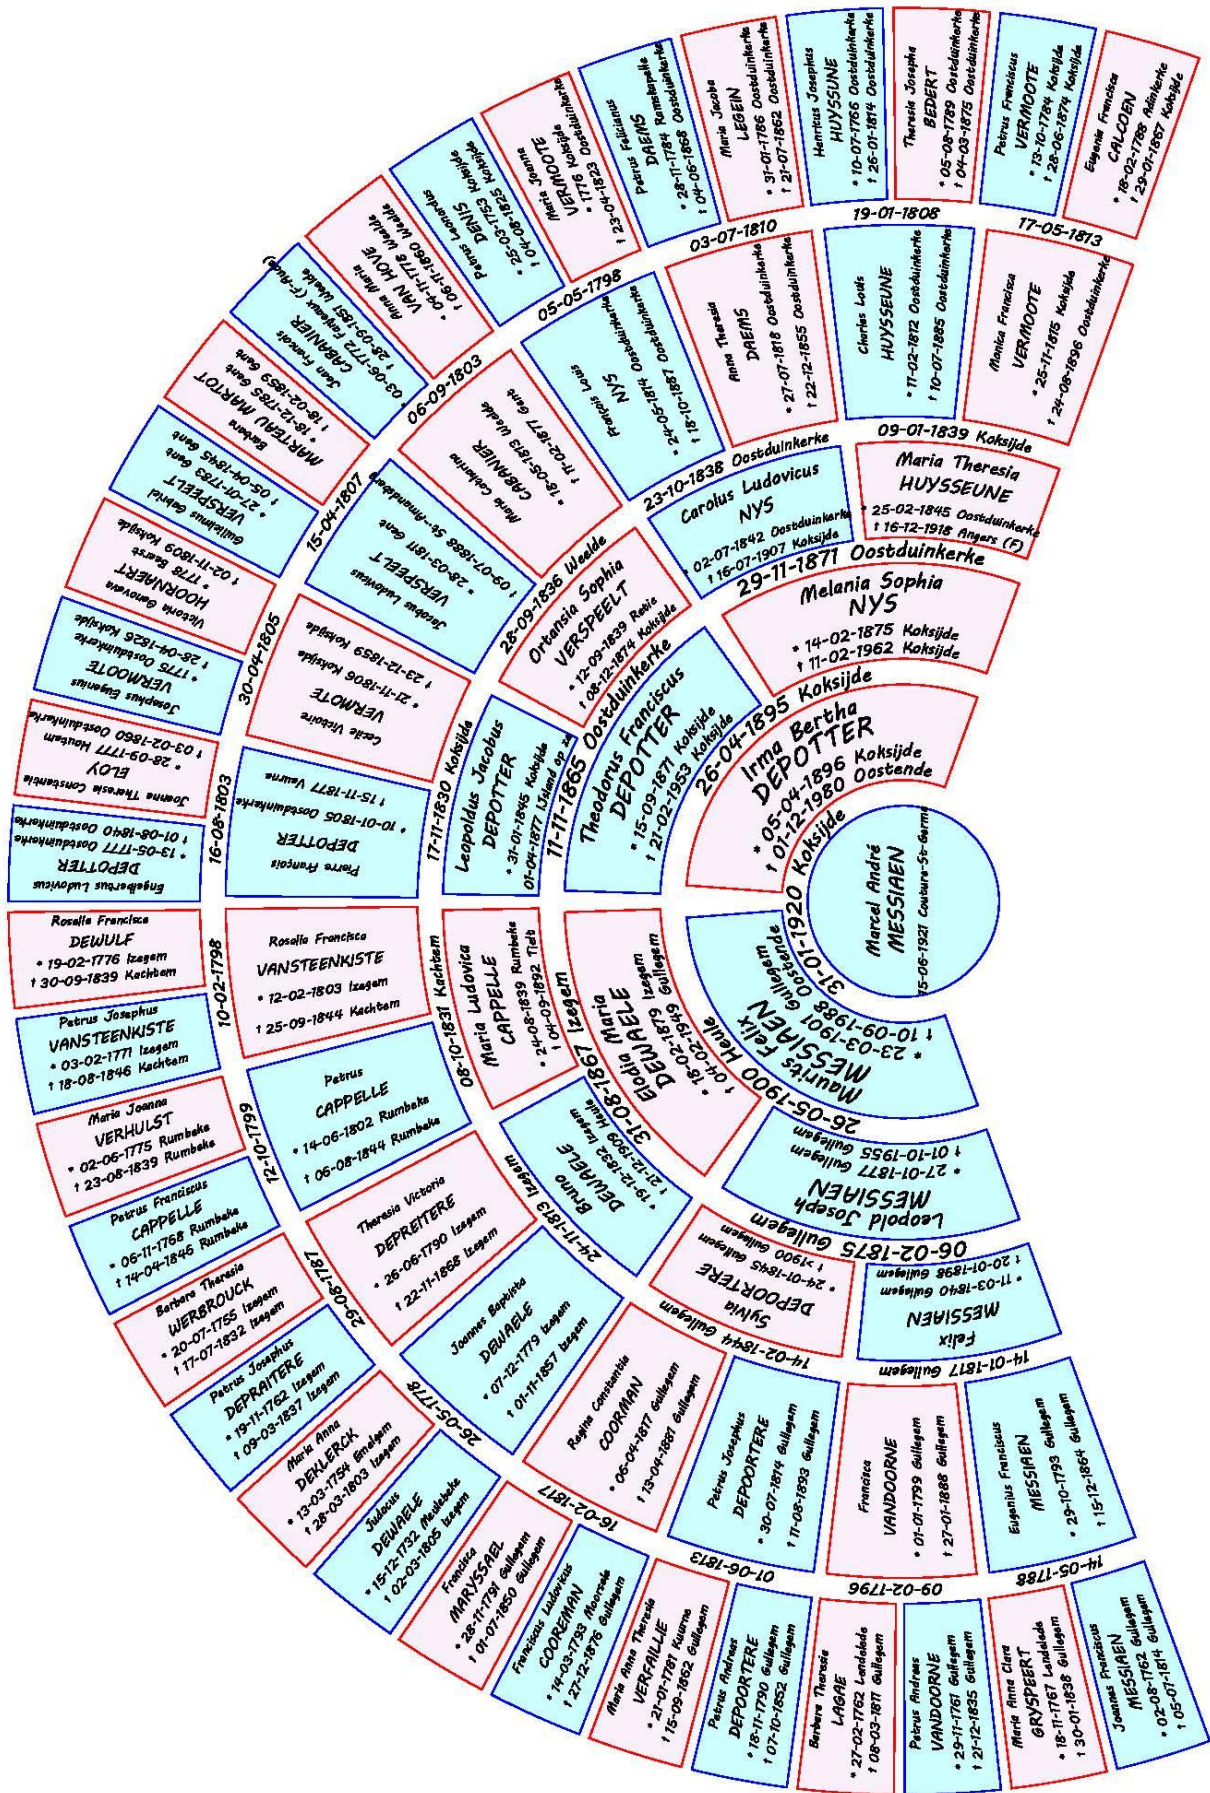 Marcel André
MESSIAEN
15-06-1921 Couture-St-Germa
31-01-1920 Koksijde
Irma Bertha
DEPOTTER
* 05-04-1896 Koksijde
† 01-12-1980 Oostende
Maurits Felix
MESSIAEN
* 23-03-1901 Gullegem
† 10-09-1988 Oostende
26-04-1895 Koksijde
Melania Sophia
NYS
* 14-02-1875 Koksijde
† 11-02-1962 Koksijde
Theodorus Franciscus
DEPOTTER
* 15-09-1871 Koksijde
† 21-02-1953 Koksijde
26-05-1900 Heule
Elodia Maria
DEWAELE
* 18-02-1879 Izegem
† 04-02-1949 Gullegem
Leopold Joseph
MESSIAEN
* 27-01-1877 Gullegem
† 01-10-1955 Gullegem
29-11-1871 Oostduinkerke
Maria Theresia
HUYSSEUNE
* 25-02-1845 Oostduinkerke
† 16-12-1918 Angers (F)
Carolus Ludovicus
NYS
* 02-07-1842 Oostduinkerke
† 16-07-1907 Koksijde
11-11-1865 Oostduinkerke
Ortansia Sophia
VERSPEELT
* 12-09-1839 Retie
† 08-12-1874 Koksijde
Leopoldus Jacobus
DEPOTTER
* 31-01-1845 Koksijde
01-04-1877 IJsland op ze
31-08-1867 Izegem
Maria Ludovica
CAPPELLE
* 24-08-1839 Rumbeke
† 04-09-1892 Tielt
Bruno
DEWAELE
* 19-12-1832 Izegem
† 21-12-1909 Heule
06-02-1875 Gullegem
Sylvia
DEPOORTERE
* 24-01-1845 Gullegem
† >1900 Gullegem
Felix
MESSIAEN
* 11-03-1840 Gullegem
† 20-01-1898 Gullegem
09-01-1839 Koksijde
Monica Francisca
VERMOOTE
* 25-11-1815 Koksijde
† 24-08-1896 Oostduinkerke
Charles Louis
HUYSSEUNE
* 11-02-1812 Oostduinkerke
† 10-07-1885 Oostduinkerke
23-10-1838 Oostduinkerke
Anna Theresia
DAEMS
* 27-07-1818 Oostduinkerke
† 22-12-1855 Oostduinkerke
François Louis
NYS
* 24-05-1814 Oostduinkerke
† 18-10-1887 Oostduinkerke
28-09-1836 Weelde
Marie Catharina
CABANIER
* 18-05-1813 Weelde
† 11-02-1877 Gent
Jacobus Ludovicus
VERSPEELT
* 28-03-1811 Gent
† 09-07-1888 St-Amandsberg
17-11-1830 Koksijde
Cecile Victoire
VERMOTE
* 21-11-1806 Koksijde
† 23-12-1859 Koksijde
Pierre François
DEPOTTER
* 10-01-1805 Oostduinkerke
† 15-11-1877 Veurne
08-10-1831 Kachtem
Rosalia Francisca
VANSTEENKISTE
* 12-02-1803 Izegem
† 25-09-1844 Kachtem
Petrus
CAPPELLE
* 14-06-1802 Rumbeke
† 06-08-1844 Rumbeke
24-11-1813 Izegem
Theresia Victoria
DEPREITERE
* 26-06-1790 Izegem
† 22-11-1868 Izegem
Joannes Baptista
DEWAELE
* 07-12-1779 Izegem
† 01-11-1857 Izegem
14-02-1844 Gullegem
Regina Constantia
COORMAN
* 06-04-1817 Gullegem
† 13-04-1881 Gullegem
Petrus Josephus
DEPOORTERE
* 30-07-1814 Gullegem
† 11-08-1893 Gullegem
14-01-1817 Gullegem
Francisca
VANDOORNE
* 01-01-1799 Gullegem
† 27-01-1888 Gullegem
Eugenius Franciscus
MESSIAEN
* 29-10-1793 Gullegem
† 15-12-1864 Gullegem
17-05-1813
Eugenia Francisca
CALCOEN
* 18-02-1788 Adinkerke
† 29-01-1867 Koksijde
Petrus Franciscus
VERMOOTE
* 13-10-1784 Koksijde
† 28-06-1874 Koksijde
19-01-1808
Theresia Josepha
BEDERT
* 05-08-1789 Oostduinkerke
† 04-03-1875 Oostduinkerke
Henricus Josephus
HUYSSUNE
* 10-07-1766 Oostduinkerke
† 26-01-1814 Oostduinkerke
03-07-1810
Maria Jacoba
LEGEIN
* 31-01-1786 Oostduinkerke
† 21-07-1862 Oostduinkerke
Petrus Felicianus
DAEMS
* 28-11-1784 Ramskapelle
† 04-06-1868 Oostduinkerke
05-05-1798
Maria Joanna
VERMOOTE
* 1776 Koksijde
† 23-04-1823 Oostduinkerke
Petrus Leonardus
DENIS
* 25-03-1753 Koksijde
† 04-08-1825 Koksijde
06-09-1803
Anna Maria
VAN HOVE
* 04-11-1778 Weelde
† 06-11-1860 Weelde
Jean François
CABANIER
* 03-06-1772 Fanjeaux (F-Aude)
† 28-09-1851 Weelde
15-04-1807
Barbara
MARTEAU / MARTOT
* 18-12-1785 Gent
† 18-02-1859 Gent
Guilielmus Gabriel
VERSPEELT
* 27-01-1783 Gent
† 05-04-1845 Gent
30-04-1805
Victoria Genoveva
HOORNAERT
* 1778 Beerst
† 02-11-1809 Koksijde
Josephus Eugenius
VERMOOTE
* 1775 Oostduinkerke
† 28-04-1826 Koksijde
16-08-1803
Joanna Theresia Constantia
ELOY
* 28-09-1777 Houtem
† 03-02-1860 Oostduinkerke
Engelbertus Ludovicus
DEPOTTER
* 13-05-1777 Oostduinkerke
† 01-08-1840 Oostduinkerke
10-02-1798
Rosalia Francisca
DEWULF
* 19-02-1776 Izegem
† 30-09-1839 Kachtem
Petrus Josephus
VANSTEENKISTE
* 03-02-1771 Izegem
† 18-08-1846 Kachtem
12-10-1799
Maria Joanna
VERHULST
* 02-06-1775 Rumbeke
† 23-08-1839 Rumbeke
Petrus Franciscus
CAPPELLE
* 06-11-1768 Rumbeke
† 14-04-1846 Rumbeke
29-08-1787
Barbara Theresia
WERBROUCK
* 20-07-1755 Izegem
† 17-07-1832 Izegem
Petrus Josephus
DEPRAITERE
* 19-11-1762 Izegem
† 09-03-1837 Izegem
26-05-1778
Maria Anna
DEKLERCK
* 13-03-1754 Emelgem
† 28-03-1803 Izegem
Judocus
DEWAELE
* 15-12-1732 Meulebeke
† 02-03-1805 Izegem
16-02-1817
Francisca
MARYSSAEL
* 28-11-1791 Gullegem
† 01-07-1850 Gullegem
Franciscus Ludovicus
COOREMAN
* 14-03-1793 Moorsele
† 27-12-1876 Gullegem
01-06-1813
Maria Anna Theresia
VERFAILLIE
* 21-01-1781 Kuurne
† 15-09-1862 Gullegem
Petrus Andreas
DEPOORTERE
* 18-11-1790 Gullegem
† 07-10-1852 Gullegem
09-02-1796
Barbara Theresia
LAGAE
* 27-02-1762 Lendelede
† 08-03-1811 Gullegem
Petrus Andreas
VANDOORNE
* 29-11-1761 Gullegem
† 21-12-1835 Gullegem
14-05-1788
Maria Anna Clara
GRYSPEERT
* 18-11-1767 Lendelede
† 30-01-1838 Gullegem
Joannes Franciscus
MESSIAEN
* 02-08-1762 Gullegem
† 05-07-1814 Gullegem